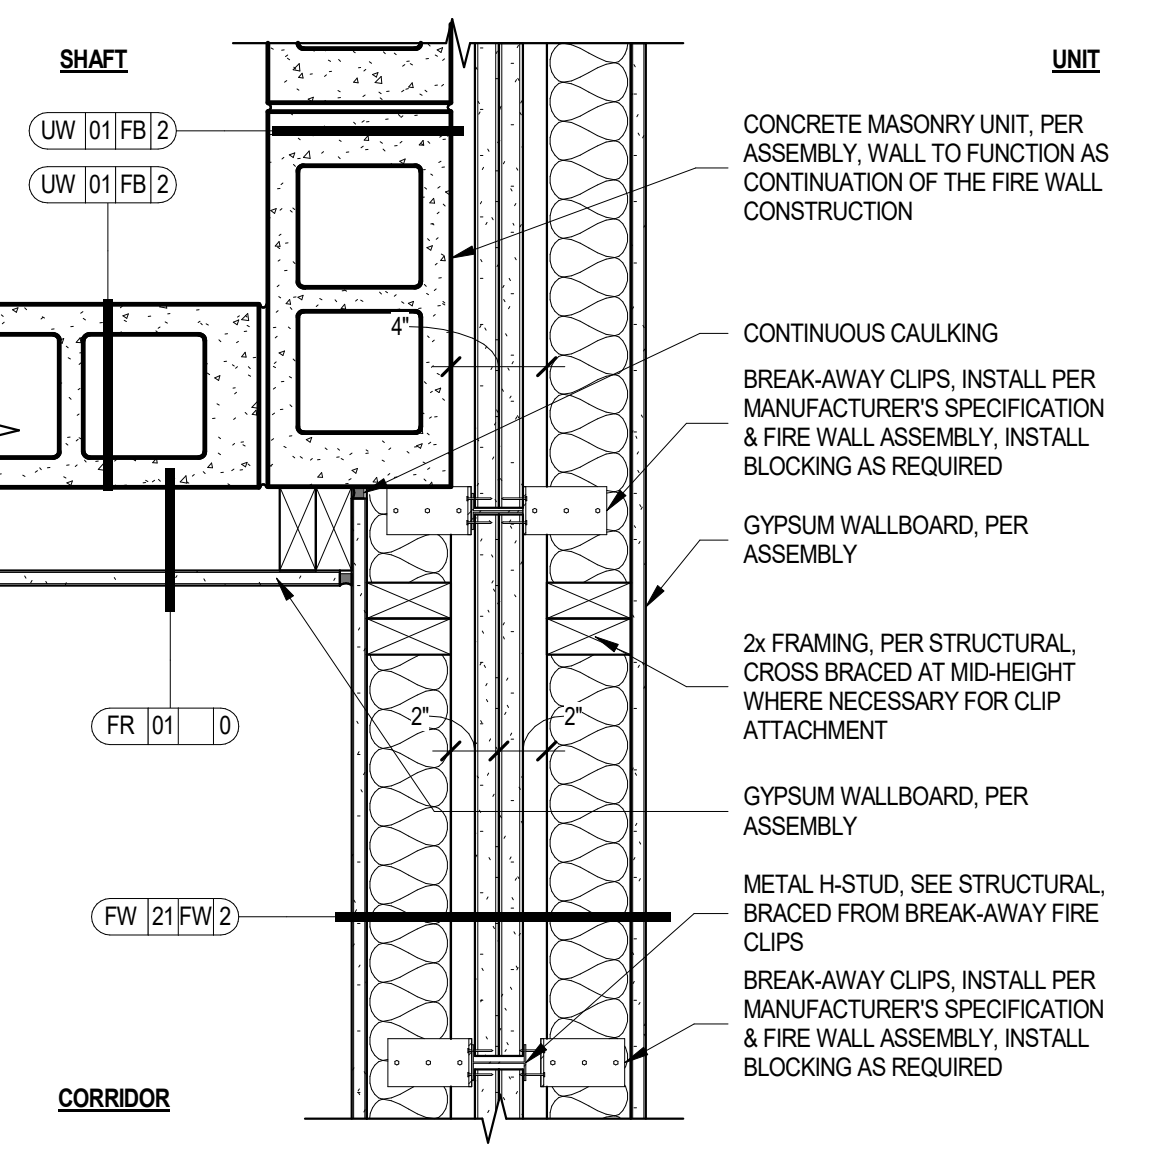 SHAFT
UNIT
UW 01 FB 2
UW 01 FB 2
CONCRETE MASONRY UNIT, PER
ASSEMBLY, WALL TO FUNCTION AS
CONTINUATION OF THE FIRE WALL
CONSTRUCTION
4"
CONTINUOUS CAULKING
BREAK-AWAY CLIPS, INSTALL PER
MANUFACTURER'S SPECIFICATION
& FIRE WALL ASSEMBLY, INSTALL
BLOCKING AS REQUIRED
GYPSUM WALLBOARD, PER
ASSEMBLY
2x FRAMING, PER STRUCTURAL,
CROSS BRACED AT MID-HEIGHT
WHERE NECESSARY FOR CLIP
ATTACHMENT
FR 01 0
2" 2"
GYPSUM WALLBOARD, PER
ASSEMBLY
FW 21 FW 2
METAL H-STUD, SEE STRUCTURAL,
BRACED FROM BREAK-AWAY FIRE
CLIPS
BREAK-AWAY CLIPS, INSTALL PER
MANUFACTURER'S SPECIFICATION
& FIRE WALL ASSEMBLY, INSTALL
BLOCKING AS REQUIRED
CORRIDOR